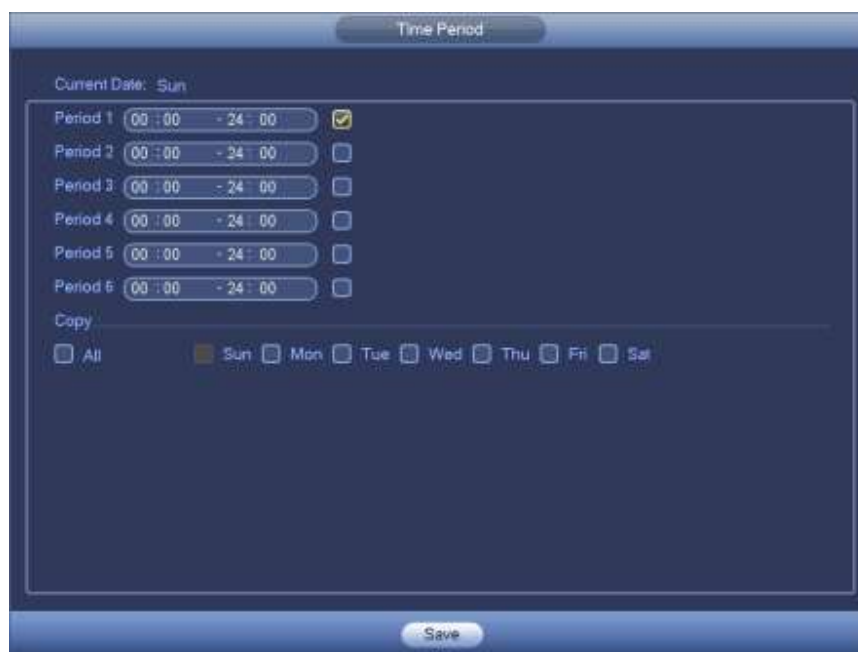 Time Period
Current Date: Sun
Period 1 00 :00 - 24 : 00
Period 2 00 :00 - 24 : 00
Period 3 00 :00 - 24 : 00
Period 4 00 :00 - 24 : 00
Period 5 00 :00 - 24 : 00
Period 6 00 :00 - 24 : 00
Copy
All Sun Mon Tue Wed Thu Fri Sat
Save